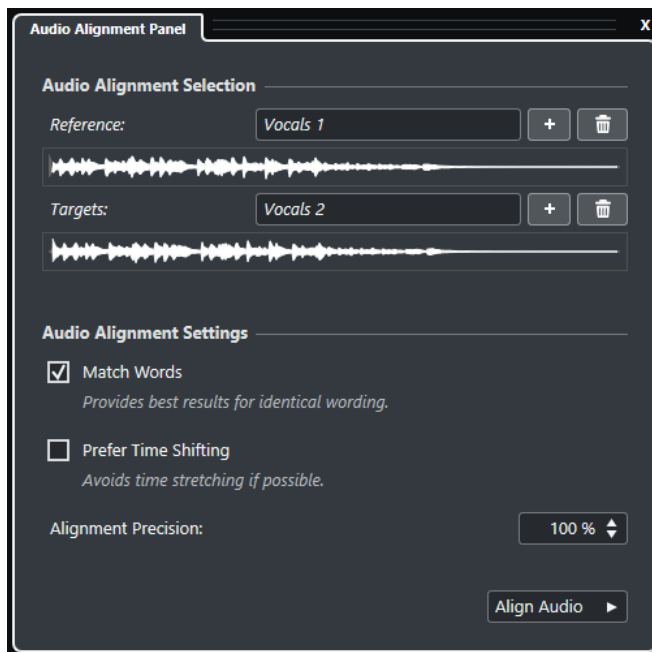 Audio Alignment Panel X
Audio Alignment Selection
Reference: Vocals 1 +
Targets: Vocals 2 +
Audio Alignment Settings
Match Words
Provides best results for identical wording.
Prefer Time Shifting
Avoids time stretching if possible.
Alignment Precision: 100 %
Align Audio